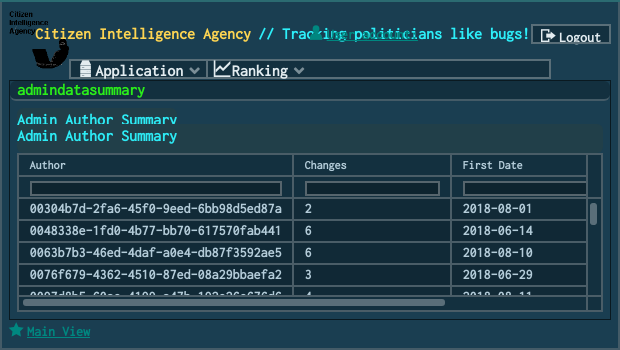 Citizen
Intelligence
Agency
Citizen Intelligence Agency // Tracking politicians like bugs!
Logout
Application
Ranking
admindatasummary
Admin Author Summary
Admin Author Summary
Author Changes First Date
00304b7d-2fa6-45f0-9eed-6bb98d5ed87a 2 2018-08-01
0048338e-1fd0-4b77-bb70-617570fab441 6 2018-06-14
0063b7b3-46ed-4daf-a0e4-db87f3592ae5 6 2018-08-10
0076f679-4362-4510-87ed-08a29bbaefa2 3 2018-06-29
Main View